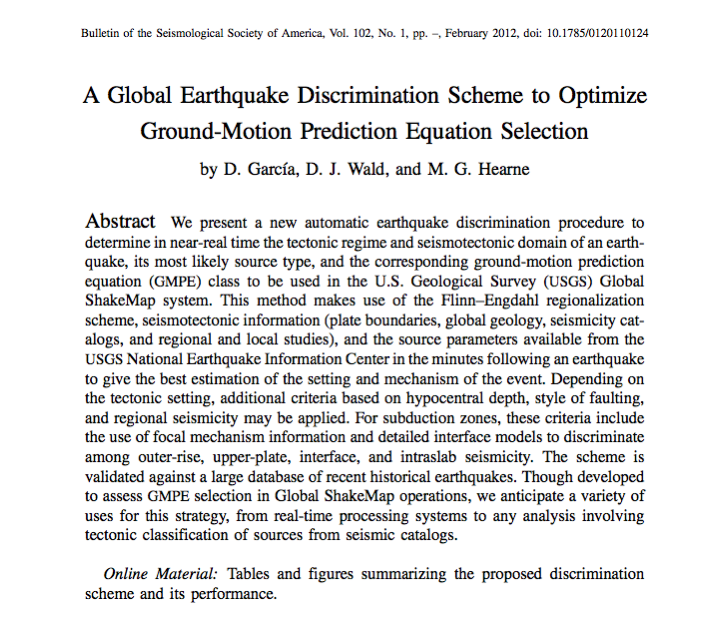 Bulletin of the Seismological Society of America, Vol. 102, No. 1, pp. –, February 2012, doi: 10.1785/0120110124
A Global Earthquake Discrimination Scheme to Optimize
Ground-Motion Prediction Equation Selection
by D. García, D. J. Wald, and M. G. Hearne
Abstract We present a new automatic earthquake discrimination procedure to
determine in near-real time the tectonic regime and seismotectonic domain of an earth-
quake, its most likely source type, and the corresponding ground-motion prediction
equation (GMPE) class to be used in the U.S. Geological Survey (USGS) Global
ShakeMap system. This method makes use of the Flinn–Engdahl regionalization
scheme, seismotectonic information (plate boundaries, global geology, seismicity cat-
alogs, and regional and local studies), and the source parameters available from the
USGS National Earthquake Information Center in the minutes following an earthquake
to give the best estimation of the setting and mechanism of the event. Depending on
the tectonic setting, additional criteria based on hypocentral depth, style of faulting,
and regional seismicity may be applied. For subduction zones, these criteria include
the use of focal mechanism information and detailed interface models to discriminate
among outer-rise, upper-plate, interface, and intraslab seismicity. The scheme is
validated against a large database of recent historical earthquakes. Though developed
to assess GMPE selection in Global ShakeMap operations, we anticipate a variety of
uses for this strategy, from real-time processing systems to any analysis involving
tectonic classification of sources from seismic catalogs.
Online Material: Tables and figures summarizing the proposed discrimination
scheme and its performance.